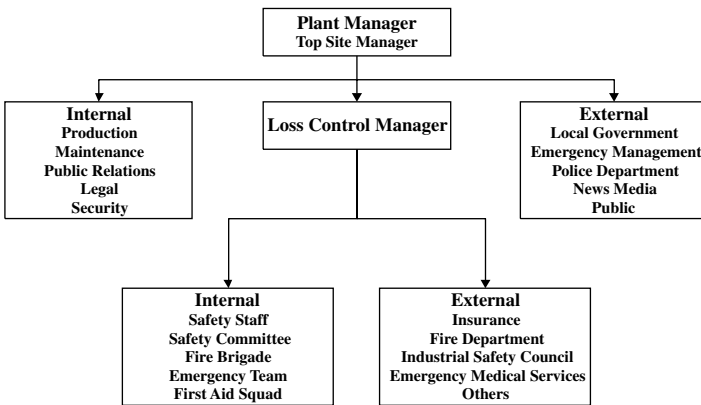 Plant Manager
Top Site Manager
Internal
Production
Maintenance
Public Relations
Legal
Security
Loss Control Manager
External
Local Government
Emergency Management
Police Department
News Media
Public
Internal
Safety Staff
Safety Committee
Fire Brigade
Emergency Team
First Aid Squad
External
Insurance
Fire Department
Industrial Safety Council
Emergency Medical Services
Others